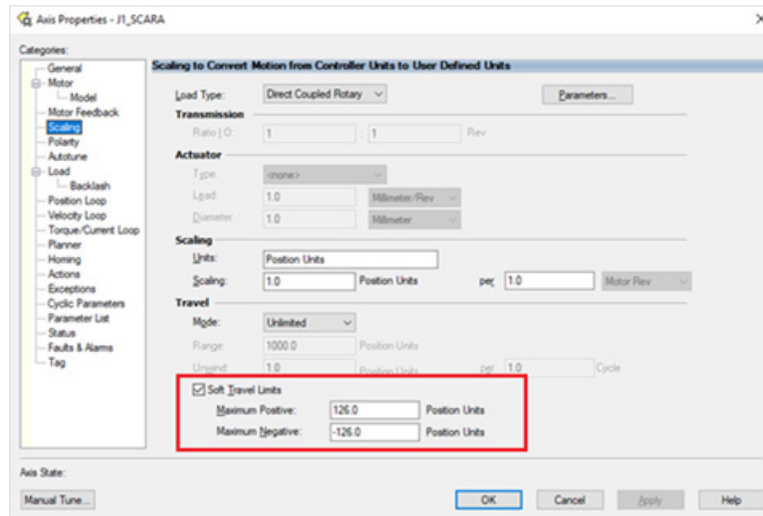 Axis Properties - J1_SCARA
Categories:
General
Motor
Model
Motor Feedback
Scaling
Polarity
Autotune
Load
Backlash
Position Loop
Velocity Loop
Torque/Current Loop
Planner
Homing
Actions
Exceptions
Cyclic Parameters
Parameter List
Status
Faults & Alarms
Tag
Scaling to Convert Motion from Controller Units to User Defined Units
Load Type: Direct Coupled Rotary Parameters...
Transmission
Ratio I:O: 1 : 1 Rev
Actuator
Type: <none>
Lead: 1.0 Millimeter/Rev
Diameter: 1.0 Millimeter
Scaling
Units: Position Units
Scaling: 1.0 Position Units per 1.0 Motor Rev
Travel
Mode: Unlimited
Range: 1000.0 Position Units
Unwind: 1.0 Position Units per 1.0 Cycle
Soft Travel Limits
Maximum Positive: 126.0 Position Units
Maximum Negative: -126.0 Position Units
Axis State:
Manual Tune... OK Cancel Apply Help